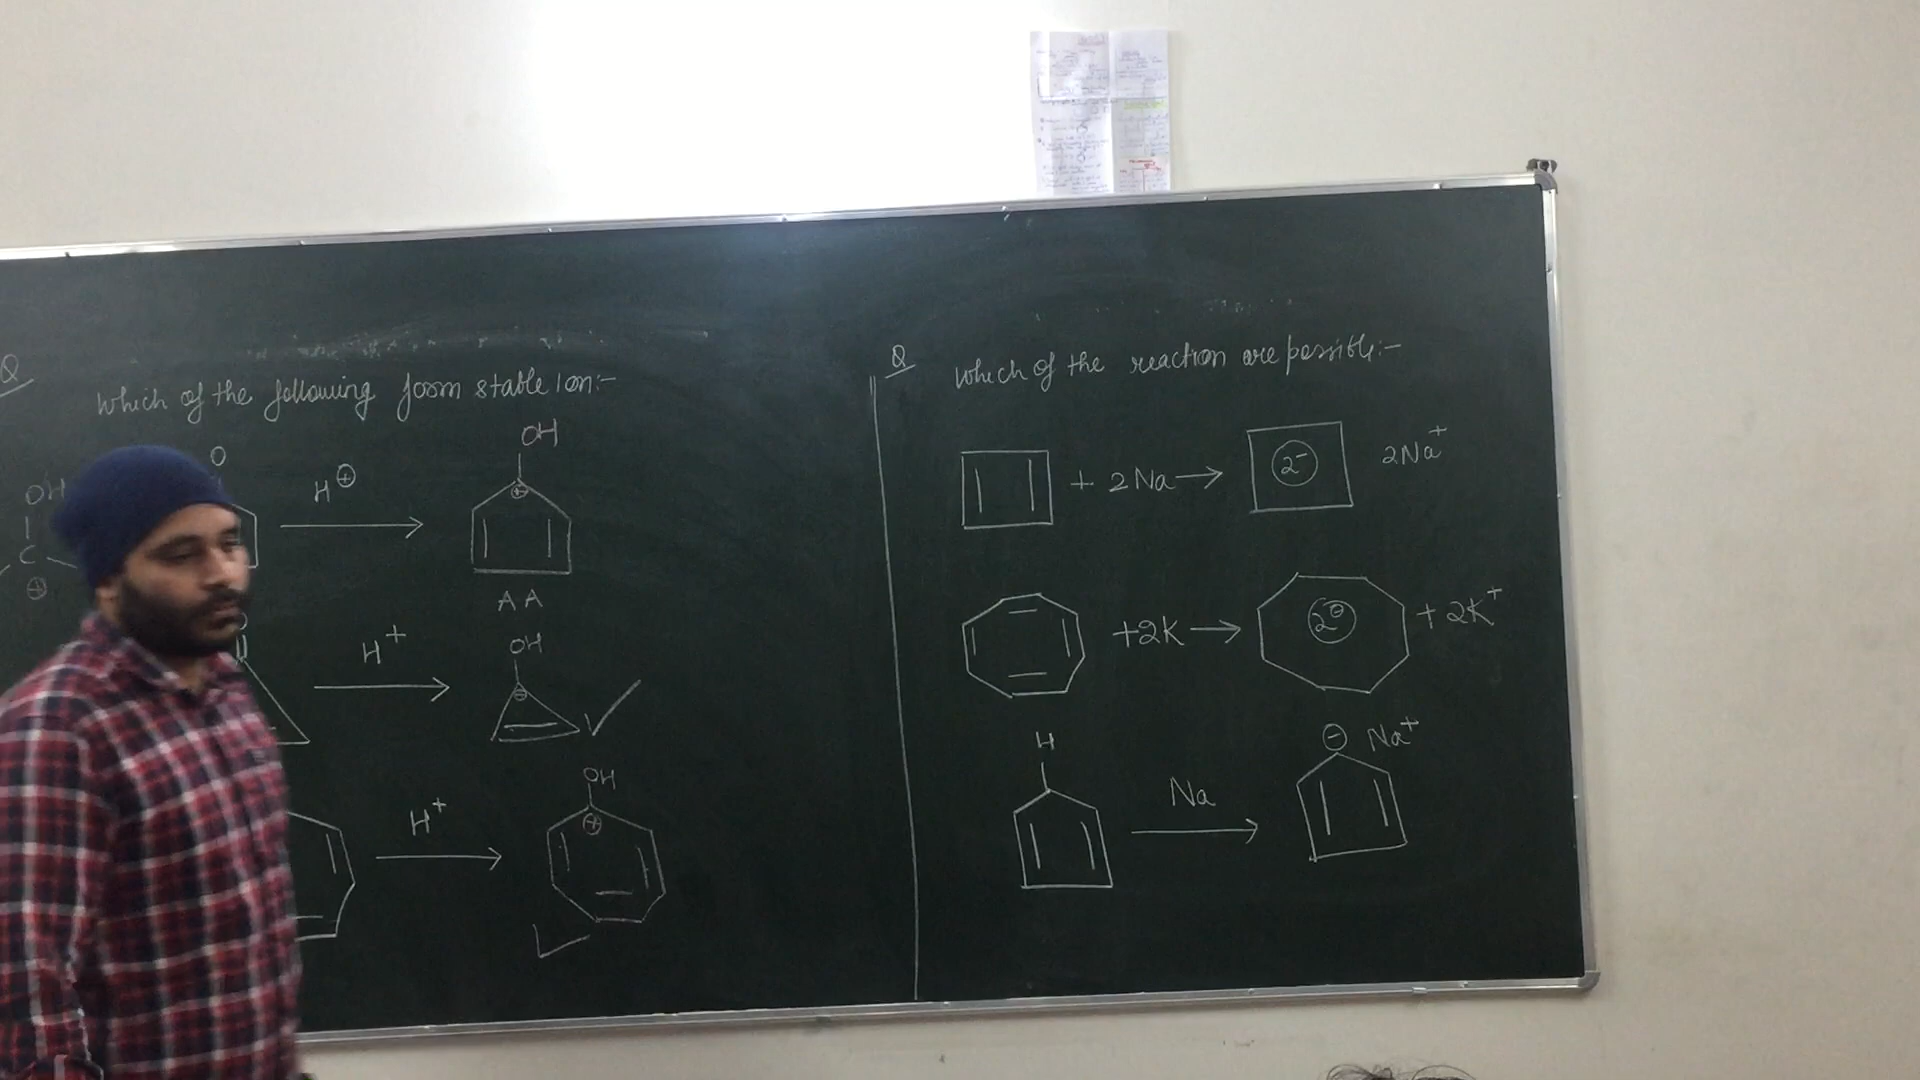 Q Which of the following form stable Ion:-
OH
C
⊕
O
H⊕
OH
⊕
AA
H+
OH
⊖
H+
OH
⊕
Q Which of the reaction are possible:-
+ 2Na → 2- 2Na+
+2K → 2⊖ + 2K+
H
Na
⊖ Na+